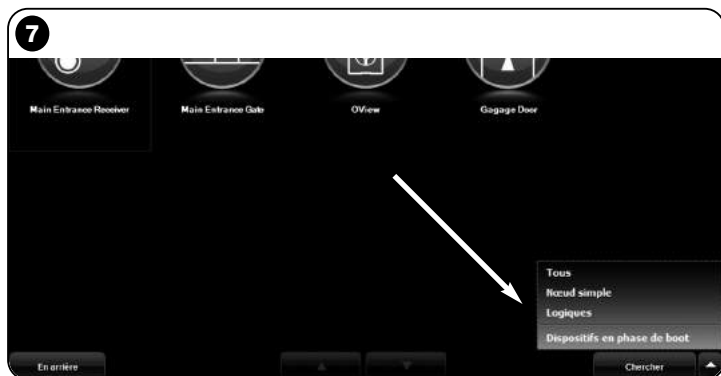 7
Main Entrance Receiver
Main Entrance Gate
OView
Gagage Door
Tous
Nœud simple
Logiques
Dispositifs en phase de boot
En arrière
Chercher